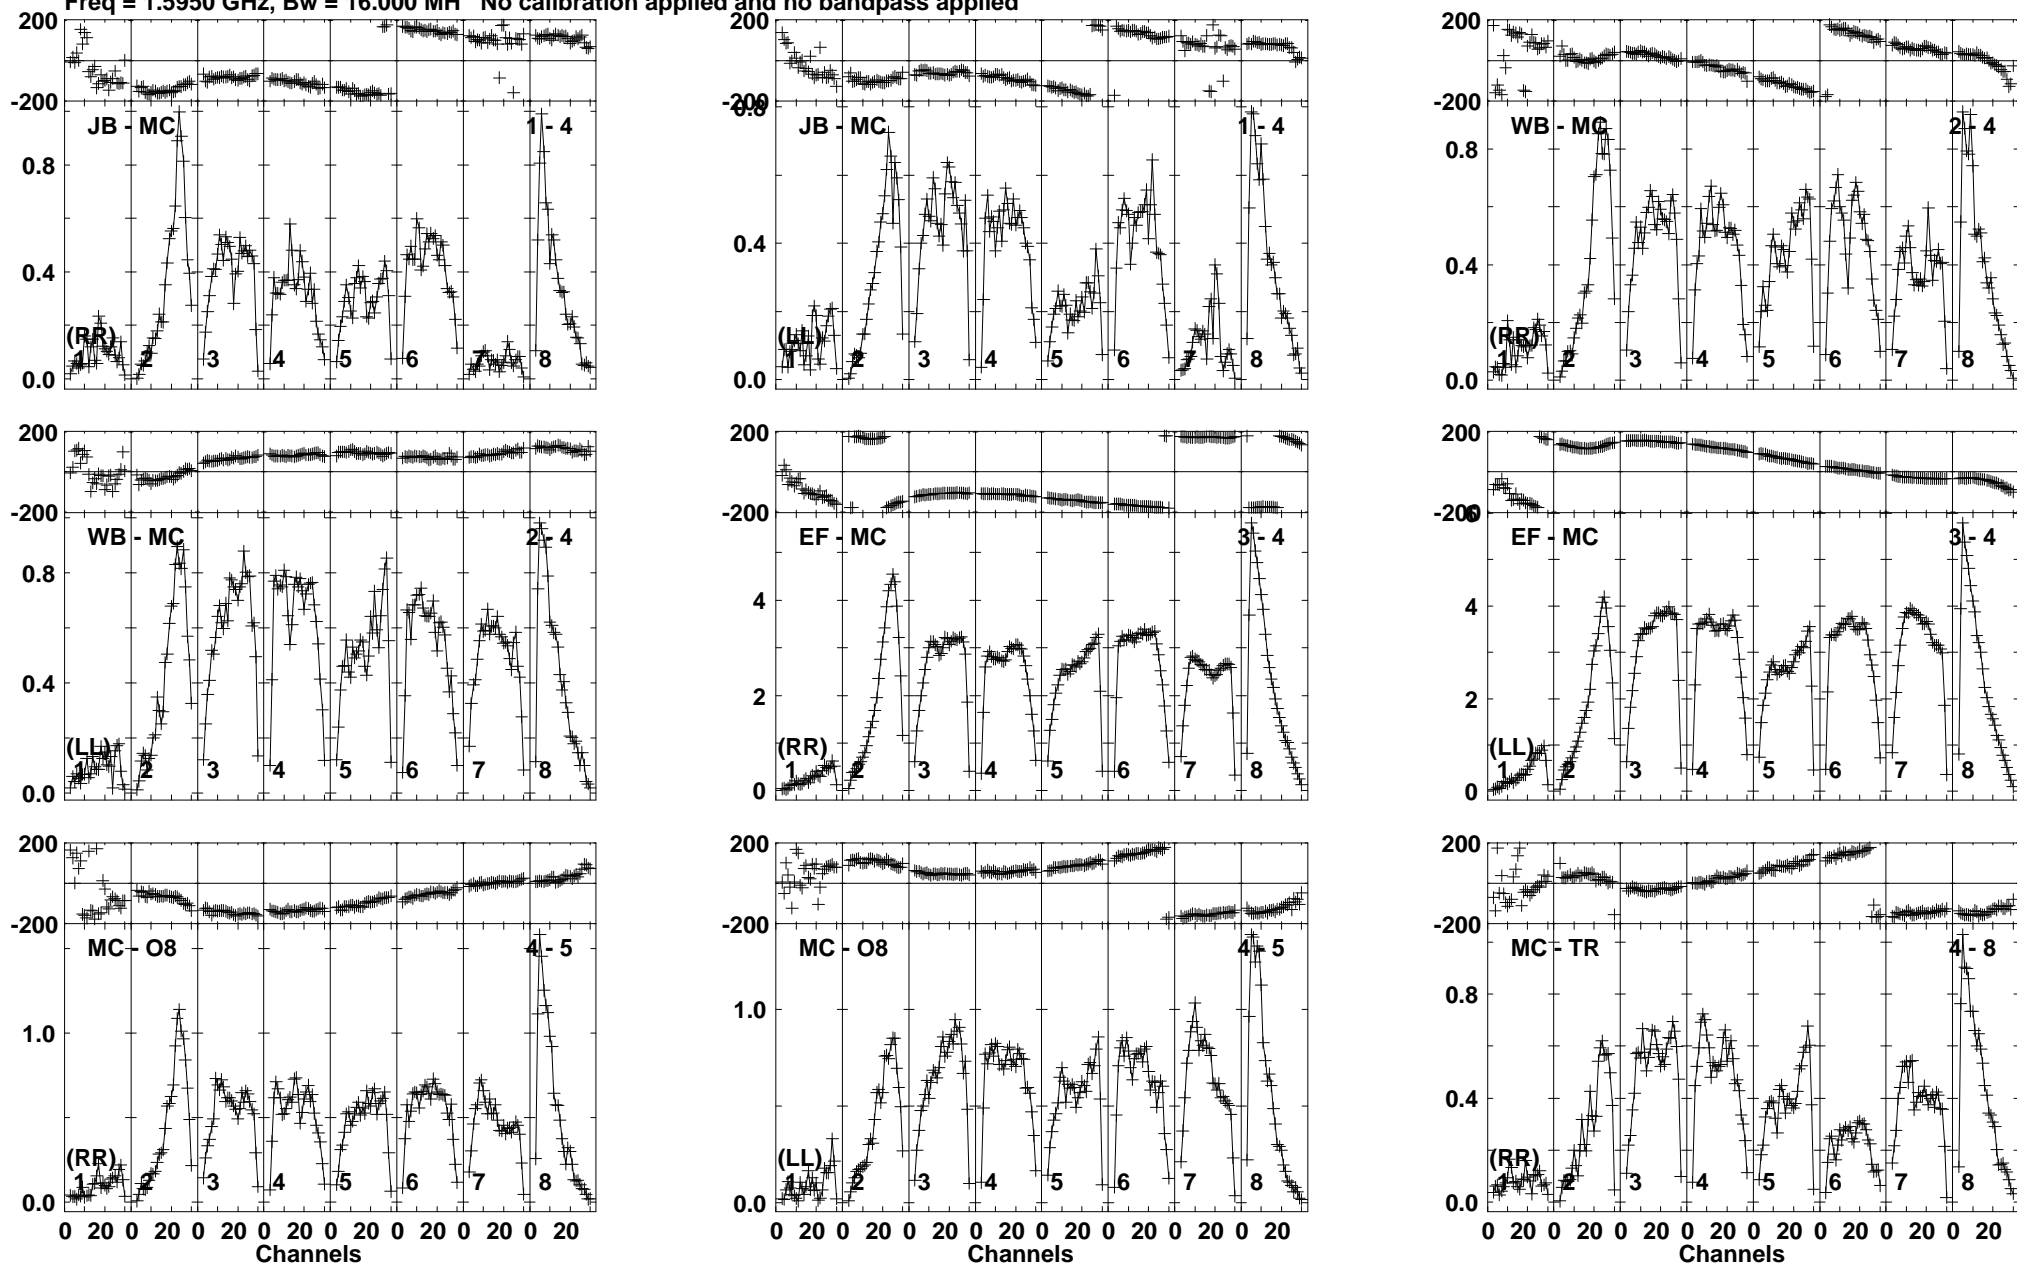 Freq = 1.5950 GHz, Bw = 16.000 MH No calibration applied and no bandpass applied
200 200 200
-200 -200 -200
JB - MC 1 - 4 0.8 JB - MC 1 - 4 WB - MC 2 - 4
0.8 0.8
0.4 0.4 0.4
(RR) (LL) (RR)
1 2 3 4 5 6 7 8 1 2 3 4 5 6 7 8 1 2 3 4 5 6 7 8
0.0 0.0 0.0
200 200 200
-200 -200 -200
WB - MC 2 - 4 EF - MC 3 - 4 6 EF - MC 3 - 4
0.8 4 4
0.4 2 2
(LL) (RR) (LL)
1 2 3 4 5 6 7 8 1 2 3 4 5 6 7 8 1 2 3 4 5 6 7 8
0.0 0 0
200 200 200
-200 -200 -200
MC - O8 4 - 5 MC - O8 4 - 5 MC - TR 4 - 8
1.0 1.0 0.8
0.4
(RR) (LL) (RR)
1 2 3 4 5 6 7 8 1 2 3 4 5 6 7 8 1 2 3 4 5 6 7 8
0.0 0.0 0.0
0 20 0 20 0 20 0 20 0 20 0 20 0 20 0 20 0 20 0 20 0 20 0 20 0 20 0 20 0 20 0 20 0 20 0 20 0 20 0 20 0 20 0 20 0 20 0 20
Channels Channels Channels